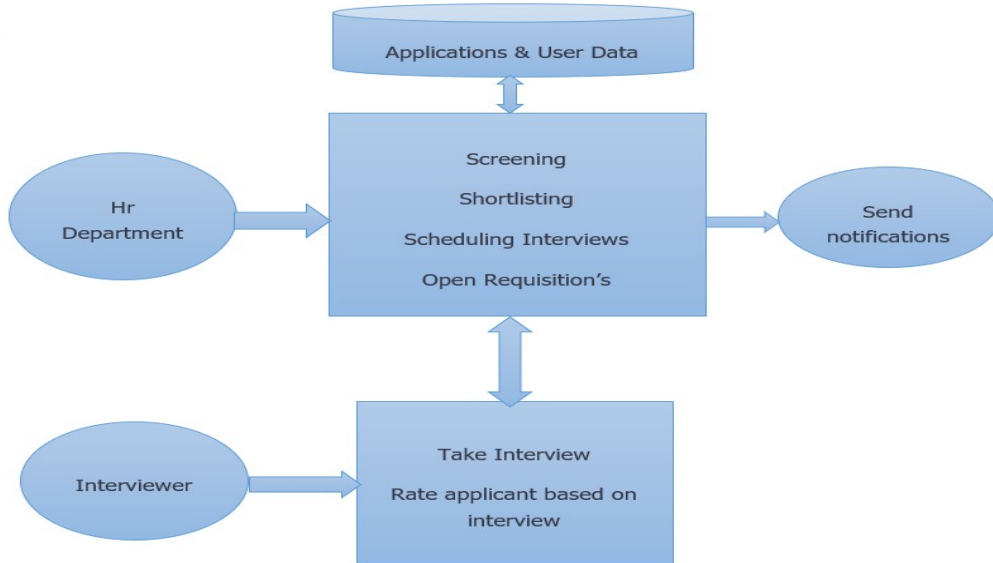 Applications & User Data
Screening
Shortlisting
Scheduling Interviews
Open Requisition's
Hr
Department
Send
notifications
Take Interview
Rate applicant based on
interview
Interviewer